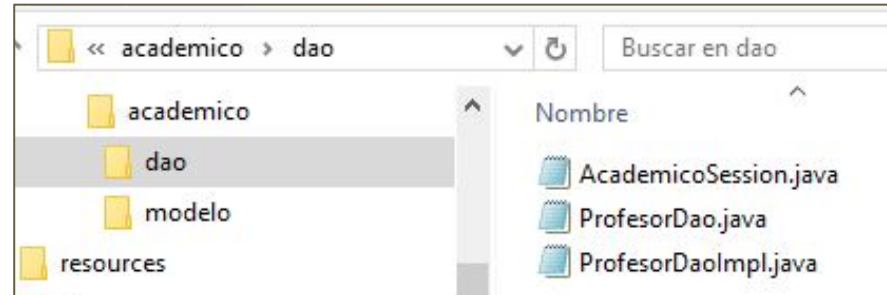 « academico > dao
Buscar en dao
academico
dao
modelo
resources
Nombre
AcademicoSession.java
ProfesorDao.java
ProfesorDaoImpl.java